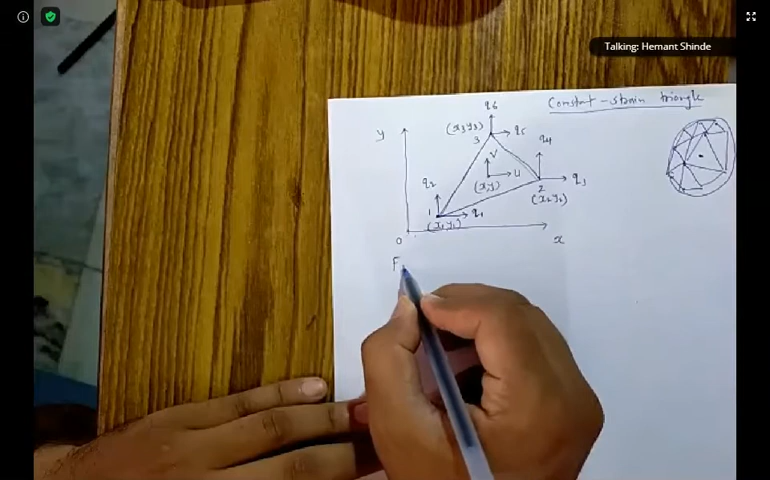 Talking: Hemant Shinde
Constant-strain triangle
q6
y
(x3 y3)
q5
3
q4
v
u
(x,y)
q3
q2
2
(x2 y2)
1
q1
(x1 y1)
0
x
F